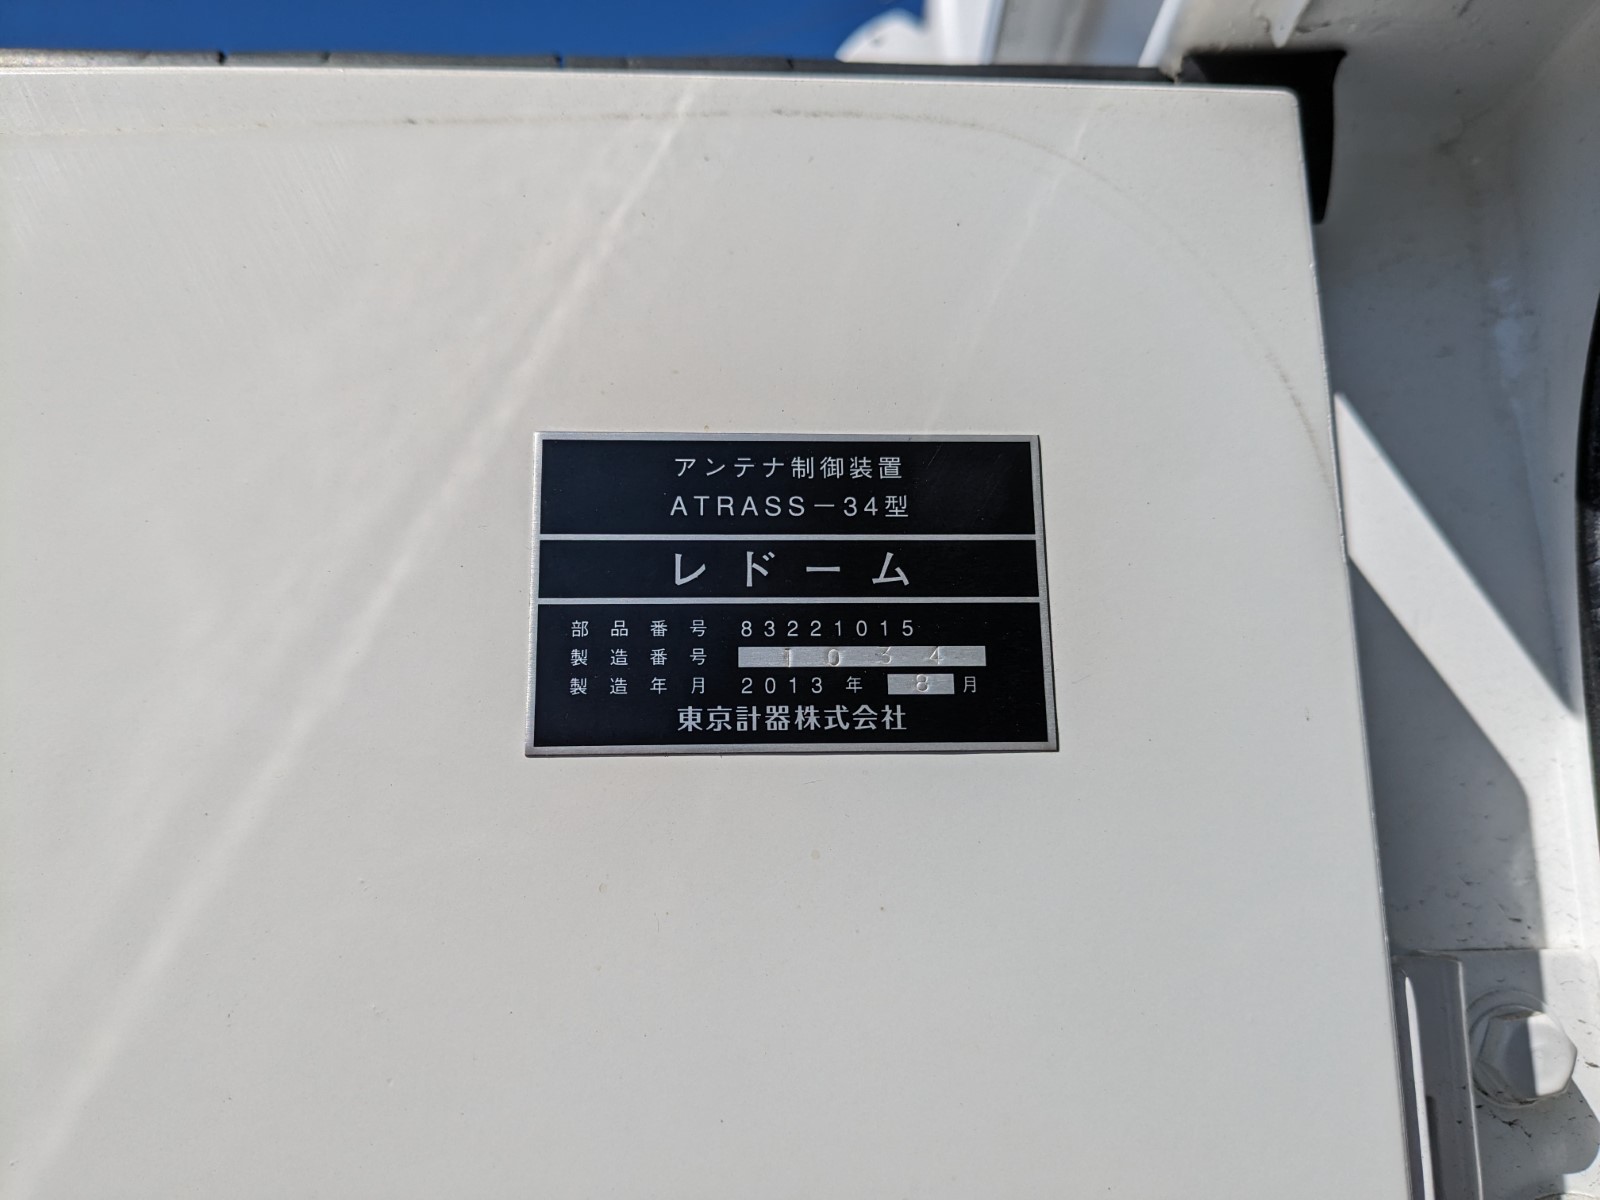 アンテナ制御装置
ATRASS－34型
レドーム
部品番号 83221015
製造番号 1034
製造年月 2013年 8月
東京計器株式会社